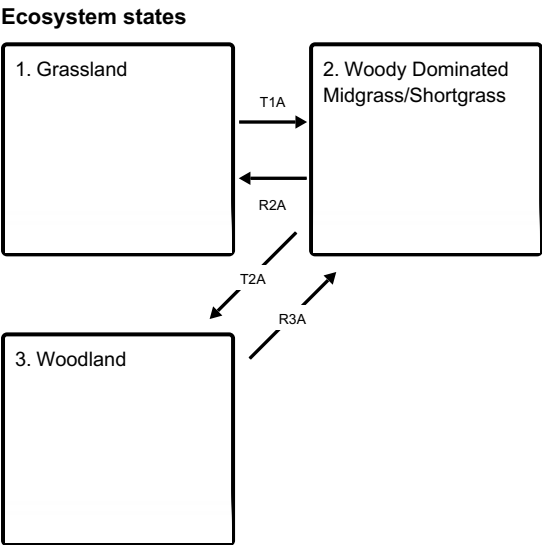 Ecosystem states
1. Grassland
2. Woody Dominated
Midgrass/Shortgrass
T1A
R2A
T2A
R3A
3. Woodland